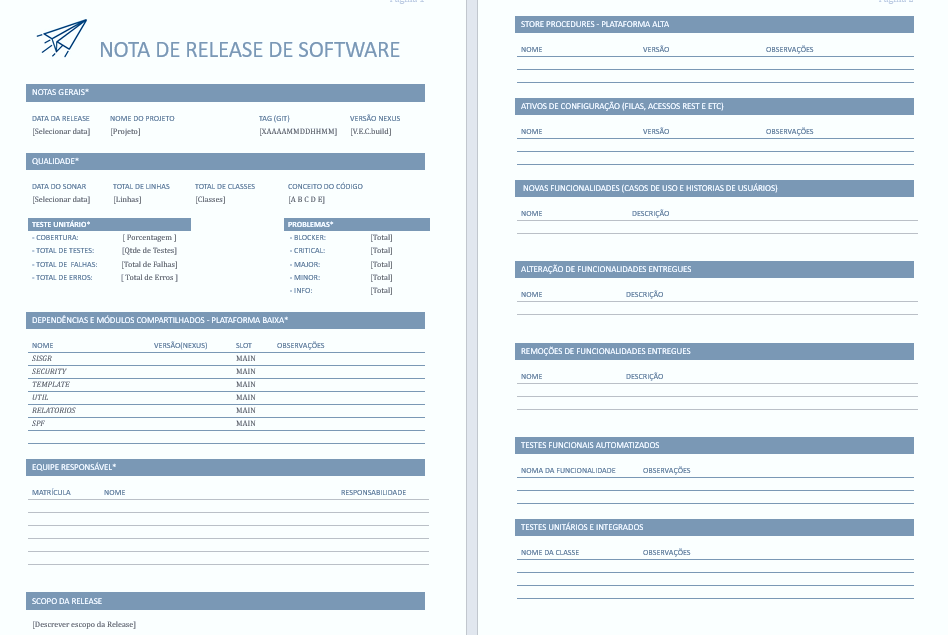 NOTA DE RELEASE DE SOFTWARE
NOTAS GERAIS*
DATA DA RELEASE NOME DO PROJETO TAG (GIT) VERSÃO NEXUS
[Selecionar data] [Projeto] [XAAAAMMDDHHMM] [V.E.C.build]
QUALIDADE*
DATA DO SONAR TOTAL DE LINHAS TOTAL DE CLASSES CONCEITO DO CÓDIGO
[Selecionar data] [Linhas] [Classes] [A B C D E]
TESTE UNITÁRIO* PROBLEMAS*
- COBERTURA: [ Porcentagem ] - BLOCKER: [Total]
- TOTAL DE TESTES: [Qtde de Testes] - CRITICAL: [Total]
- TOTAL DE FALHAS: [Total de Falhas] - MAJOR: [Total]
- TOTAL DE ERROS: [ Total de Erros ] - MINOR: [Total]
- INFO: [Total]
DEPENDÊNCIAS E MÓDULOS COMPARTILHADOS - PLATAFORMA BAIXA*
NOME VERSÃO(NEXUS) SLOT OBSERVAÇÕES
SISGR MAIN
SECURITY MAIN
TEMPLATE MAIN
UTIL MAIN
RELATORIOS MAIN
SPF MAIN
EQUIPE RESPONSÁVEL*
MATRÍCULA NOME RESPONSABILIDADE
SCOPO DA RELEASE
[Descrever escopo da Release]
STORE PROCEDURES - PLATAFORMA ALTA
NOME VERSÃO OBSERVAÇÕES
ATIVOS DE CONFIGURAÇÃO (FILAS, ACESSOS REST E ETC)
NOME VERSÃO OBSERVAÇÕES
NOVAS FUNCIONALIDADES (CASOS DE USO E HISTORIAS DE USUÁRIOS)
NOME DESCRIÇÃO
ALTERAÇÃO DE FUNCIONALIDADES ENTREGUES
NOME DESCRIÇÃO
REMOÇÕES DE FUNCIONALIDADES ENTREGUES
NOME DESCRIÇÃO
TESTES FUNCIONAIS AUTOMATIZADOS
NOMA DA FUNCIONALIDADE OBSERVAÇÕES
TESTES UNITÁRIOS E INTEGRADOS
NOME DA CLASSE OBSERVAÇÕES